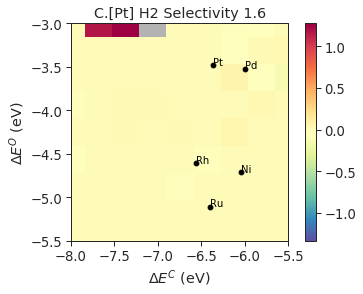 C.[Pt] H2 Selectivity 1.6
−3.0
−3.5
−4.0
−4.5
−5.0
−5.5
ΔE^O (eV)
Pt
Pd
Rh
Ni
Ru
−8.0 −7.5 −7.0 −6.5 −6.0 −5.5
ΔE^C (eV)
1.0
0.5
0.0
−0.5
−1.0